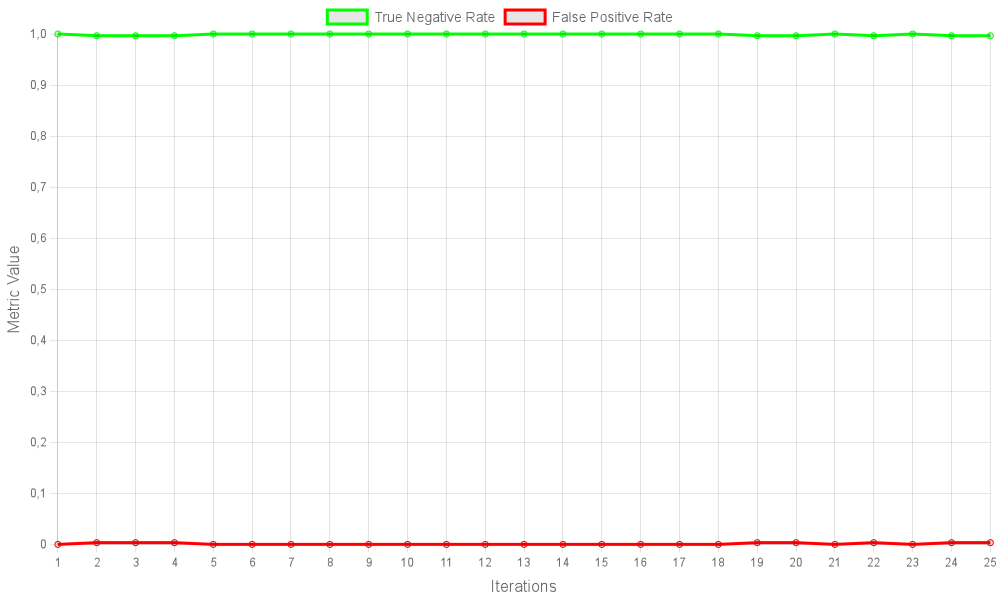 True Negative Rate False Positive Rate
1,0
0,9
0,8
0,7
0,6
0,5
0,4
0,3
0,2
0,1
0
Metric Value
1 2 3 4 5 6 7 8 9 10 11 12 13 14 15 16 17 18 19 20 21 22 23 24 25
Iterations